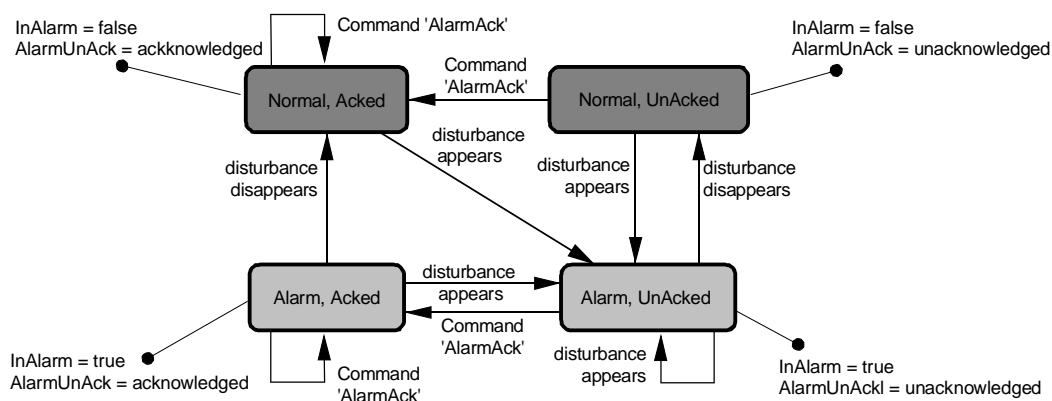 InAlarm = false
AlarmUnAck = ackknowledged
Command 'AlarmAck'
InAlarm = false
AlarmUnAck = unacknowledged
Normal, Acked
Command
'AlarmAck'
Normal, UnAcked
disturbance
appears
disturbance
disappears
disturbance
appears
disturbance
disappears
Alarm, Acked
disturbance
appears
Alarm, UnAcked
Command
'AlarmAck'
InAlarm = true
AlarmUnAck = acknowledged
Command
'AlarmAck'
disturbance
appears
InAlarm = true
AlarmUnAckl = unacknowledged